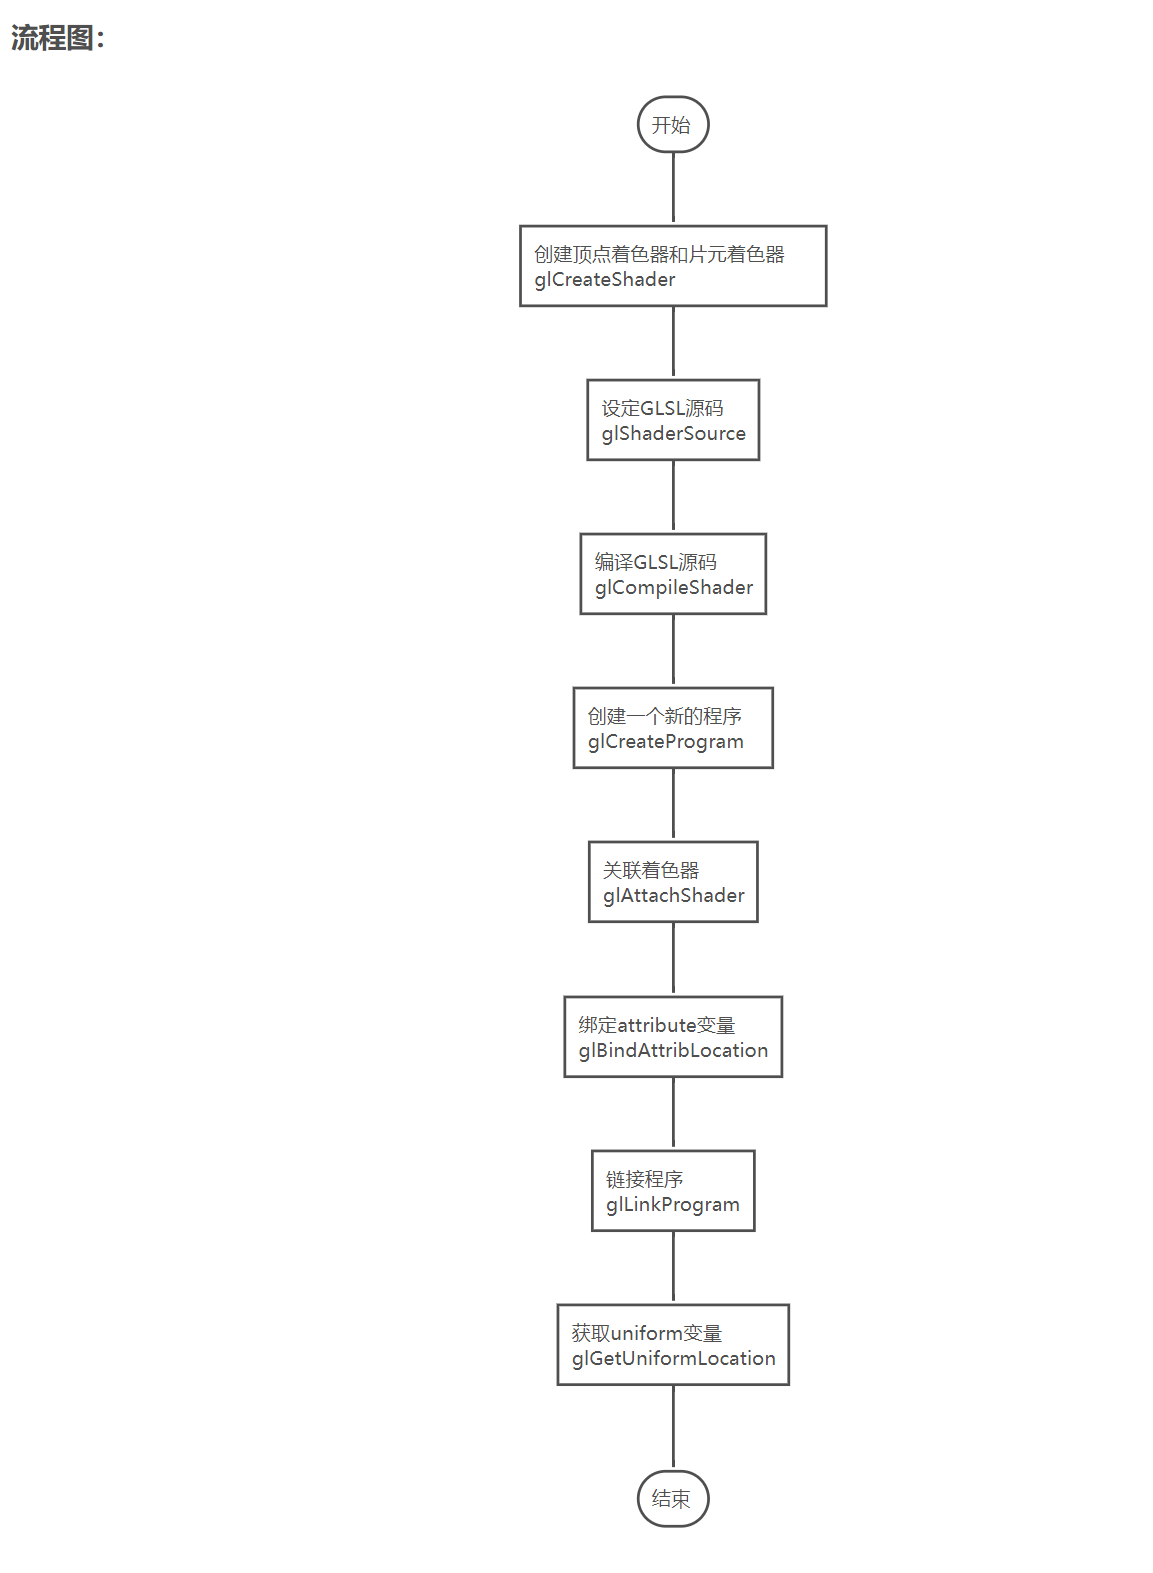 流程图：
开始
创建顶点着色器和片元着色器
glCreateShader
设定GLSL源码
glShaderSource
编译GLSL源码
glCompileShader
创建一个新的程序
glCreateProgram
关联着色器
glAttachShader
绑定attribute变量
glBindAttribLocation
链接程序
glLinkProgram
获取uniform变量
glGetUniformLocation
结束